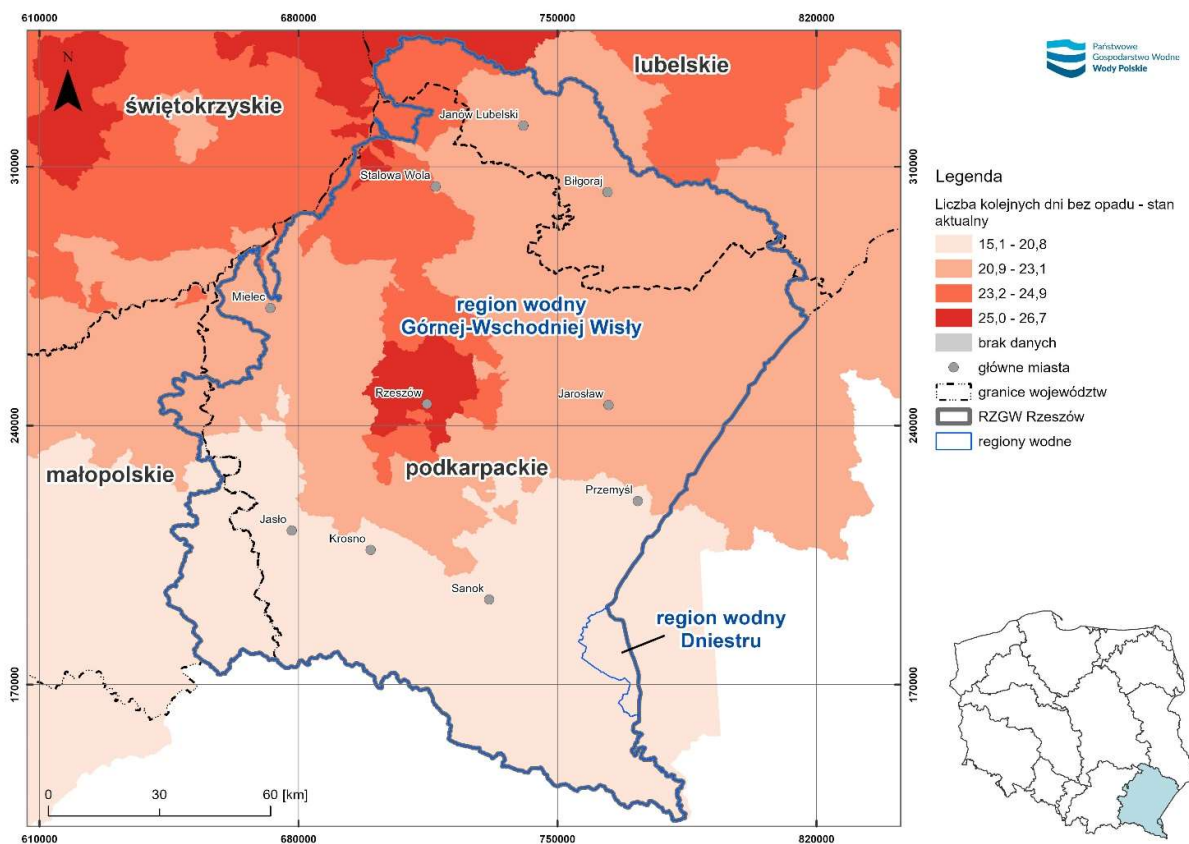 610000
680000
750000
820000
N
świętokrzyskie
lubelskie
Janów Lubelski
310000
310000
Stalowa Wola
Biłgoraj
Mielec
region wodny
Górnej-Wschodniej Wisły
Rzeszów
Jarosław
240000
240000
małopolskie
podkarpackie
Przemyśl
Jasło
Krosno
Sanok
region wodny
Dniestru
170000
170000
0
30
60 [km]
610000
680000
750000
820000
Państwowe
Gospodarstwo Wodne
Wody Polskie
Legenda
Liczba kolejnych dni bez opadu - stan
aktualny
15,1 - 20,8
20,9 - 23,1
23,2 - 24,9
25,0 - 26,7
brak danych
główne miasta
granice województw
RZGW Rzeszów
regiony wodne